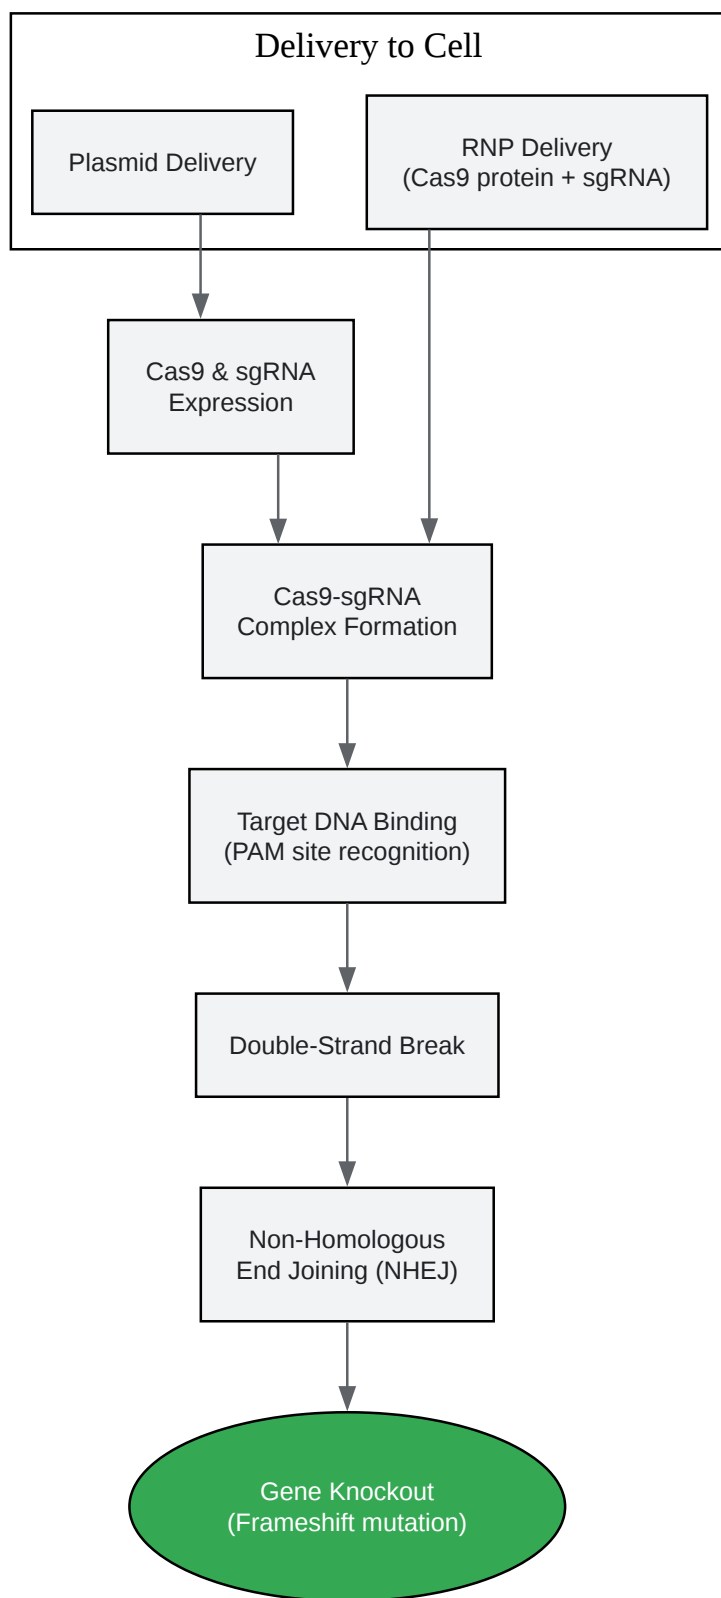 Delivery to Cell
Plasmid Delivery
RNP Delivery
(Cas9 protein + sgRNA)
Cas9 & sgRNA
Expression
Cas9-sgRNA
Complex Formation
Target DNA Binding
(PAM site recognition)
Double-Strand Break
Non-Homologous
End Joining (NHEJ)
Gene Knockout
(Frameshift mutation)